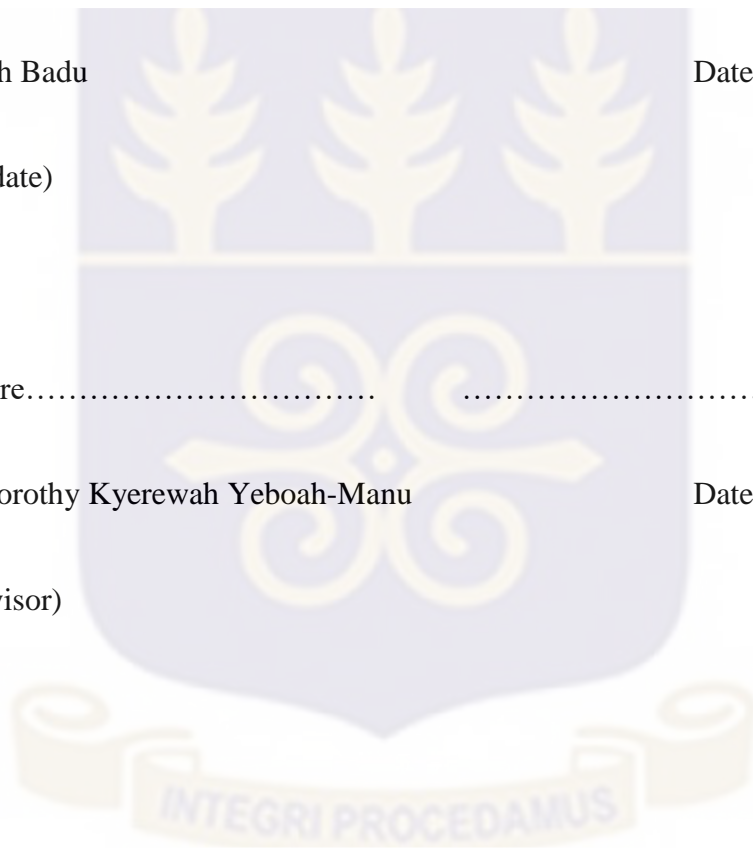 h Badu Date
date)
re…………………………… ………………………
orothy Kyerewah Yeboah-Manu Date
visor)
INTEGRI PROCEDAMUS